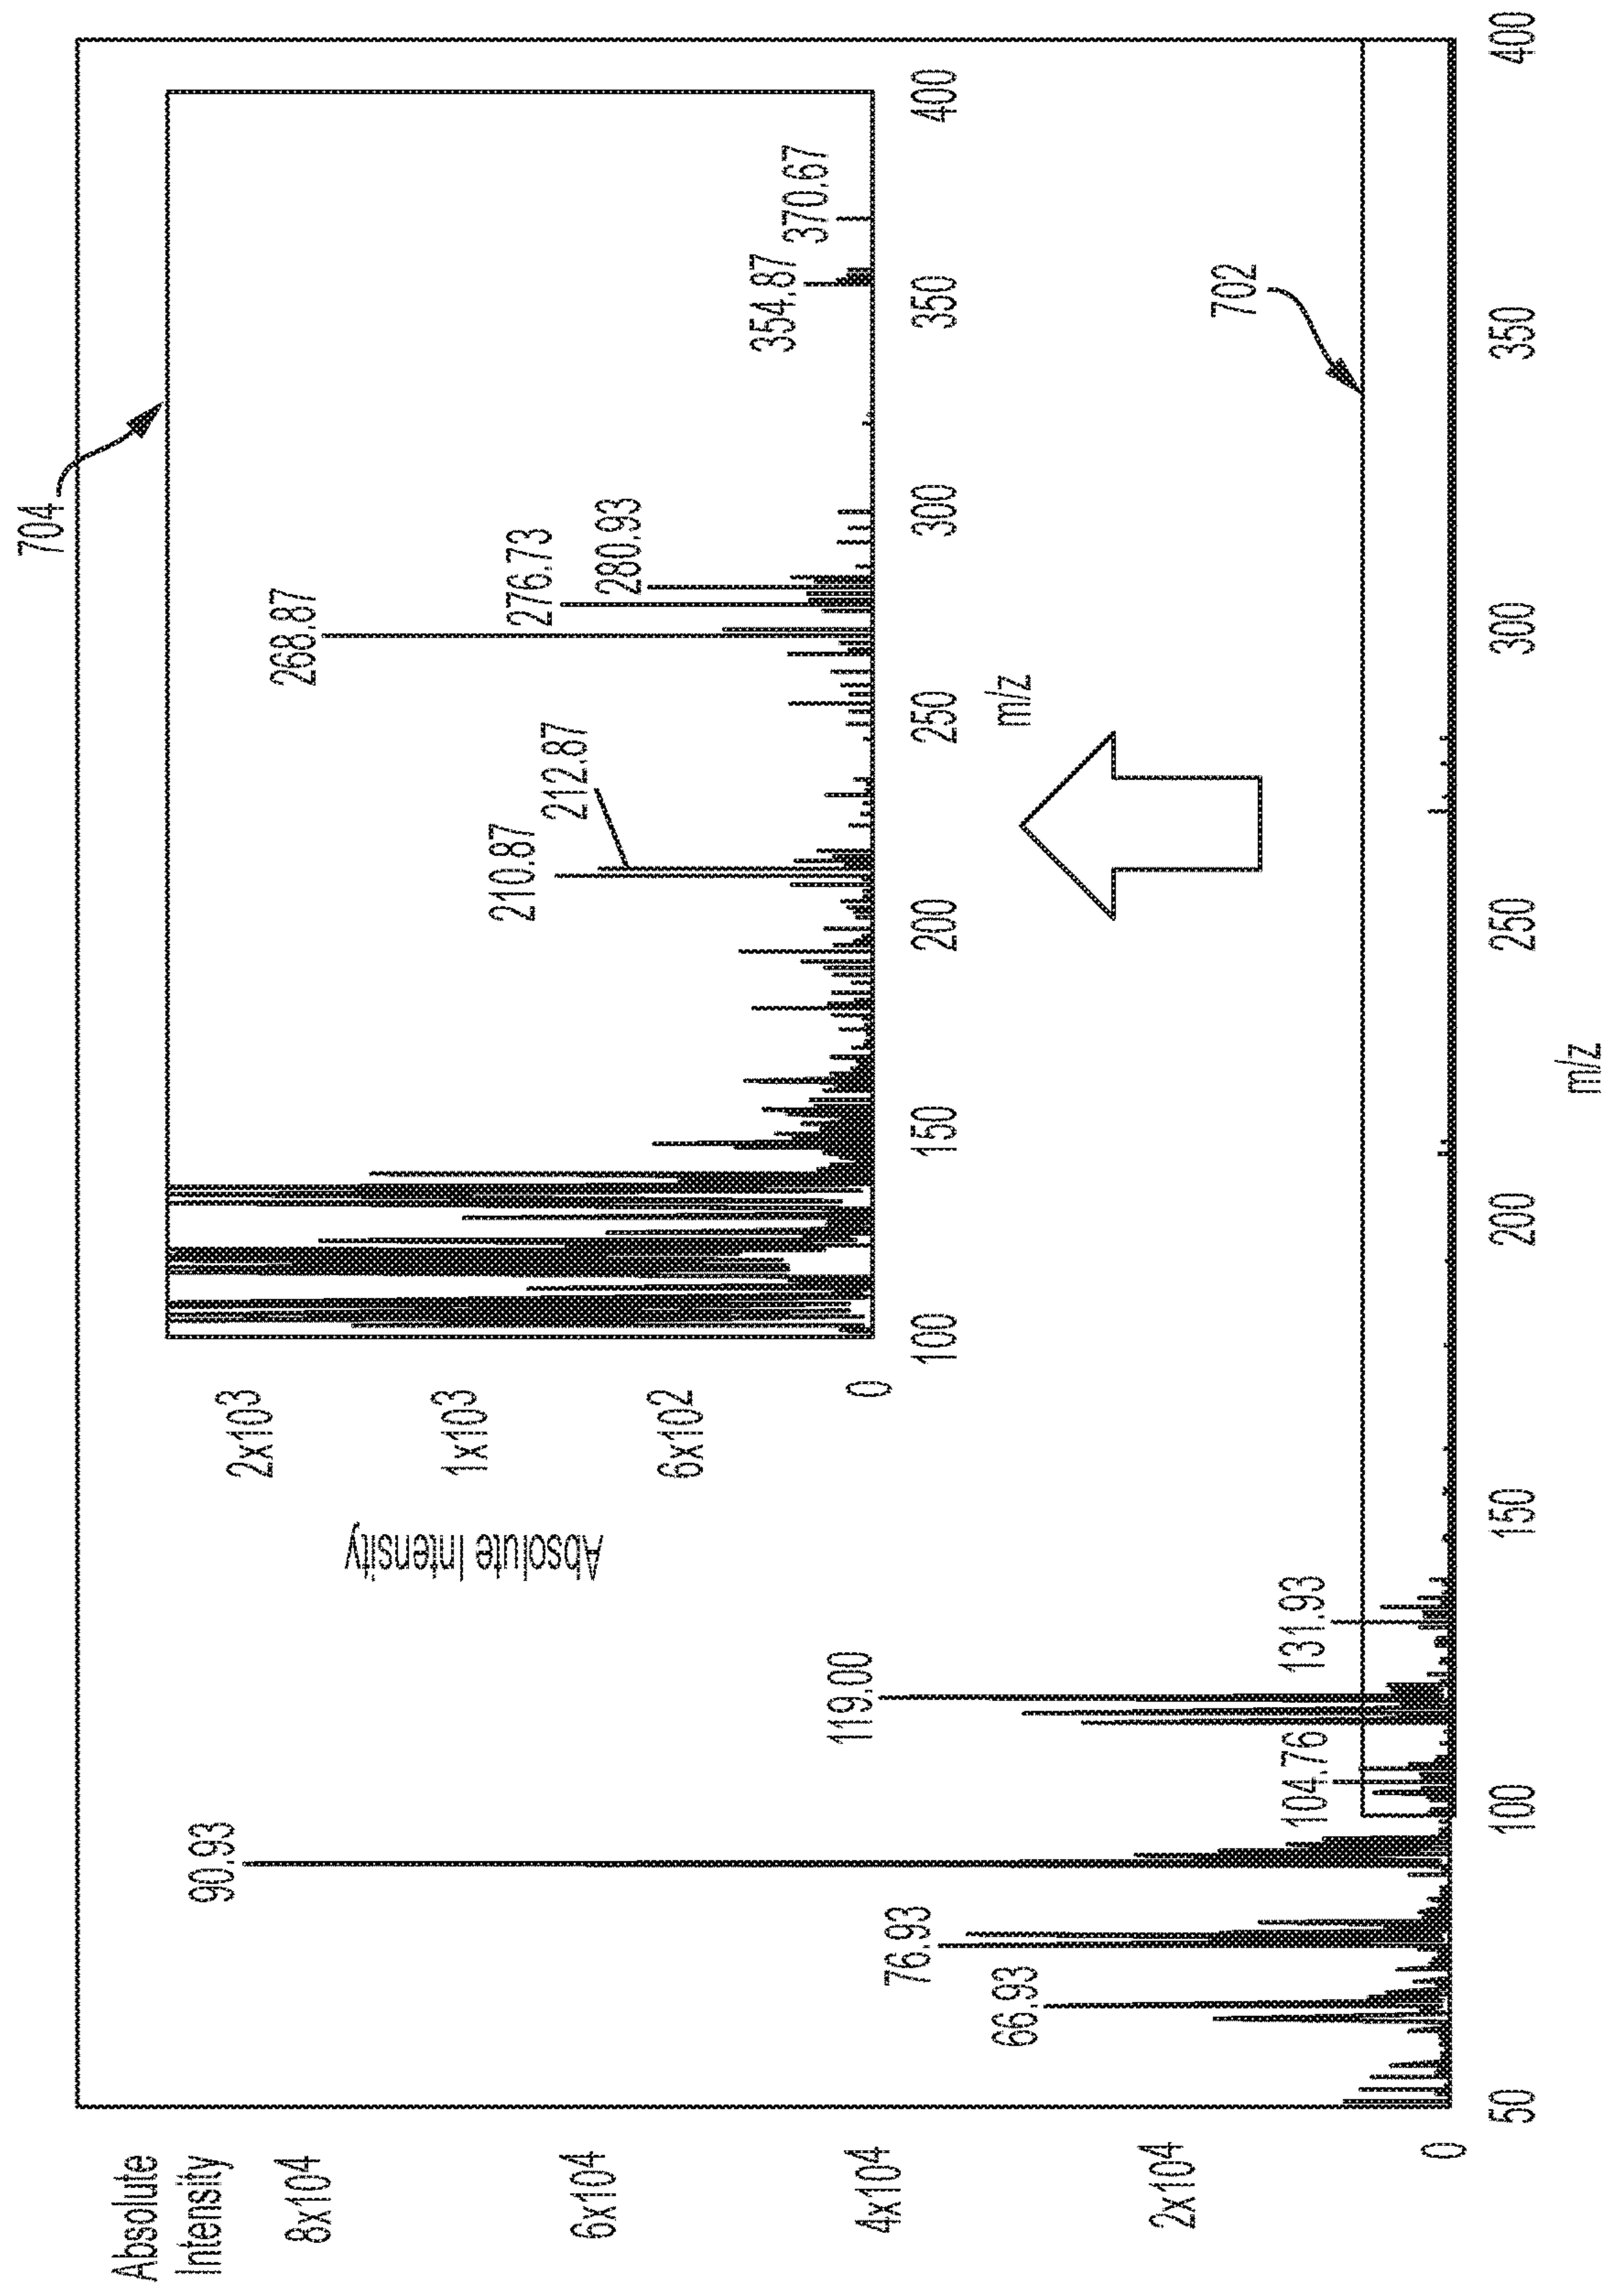 704
Absolute
Intensity
8x10⁴
6x10⁴
4x10⁴
2x10⁴
0
90.93
76.93
66.93
119.00
104.76
131.93
50
100
150
200
250
300
350
400
m/z
702
Absolute Intensity
2x10³
1x10³
6x10²
0
210.87
212.87
268.87
276.73
280.93
354.87
370.67
100
150
200
250
300
350
400
m/z